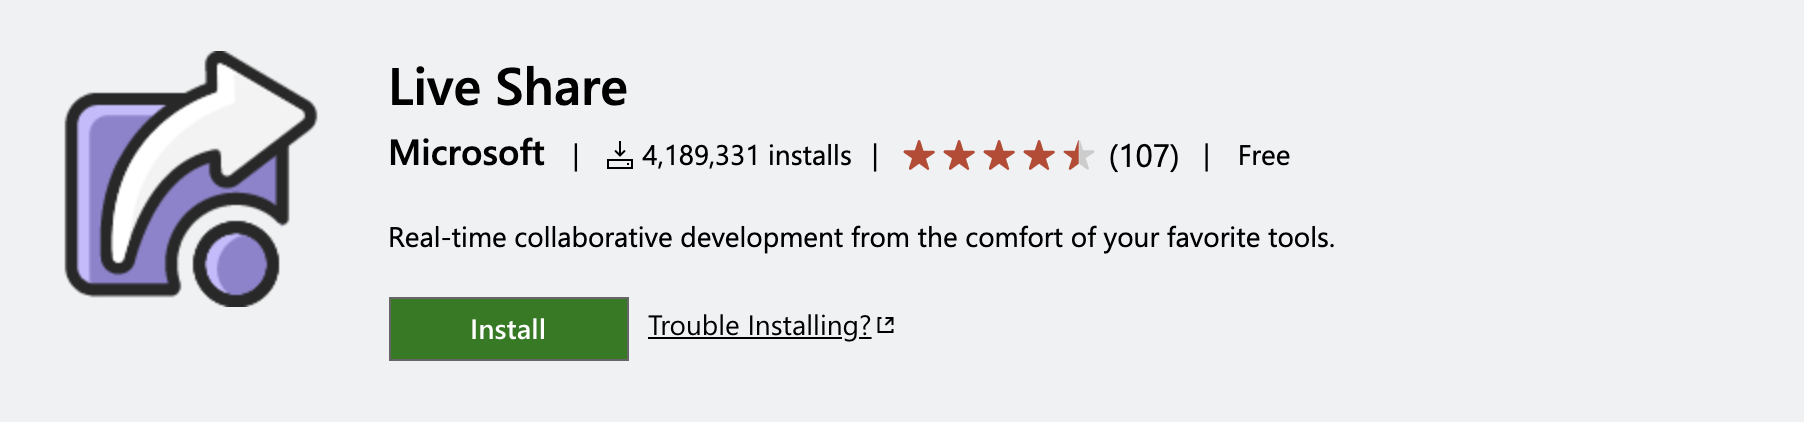 Live Share
Microsoft | 4,189,331 installs | (107) | Free
Real-time collaborative development from the comfort of your favorite tools.
Install Trouble Installing?